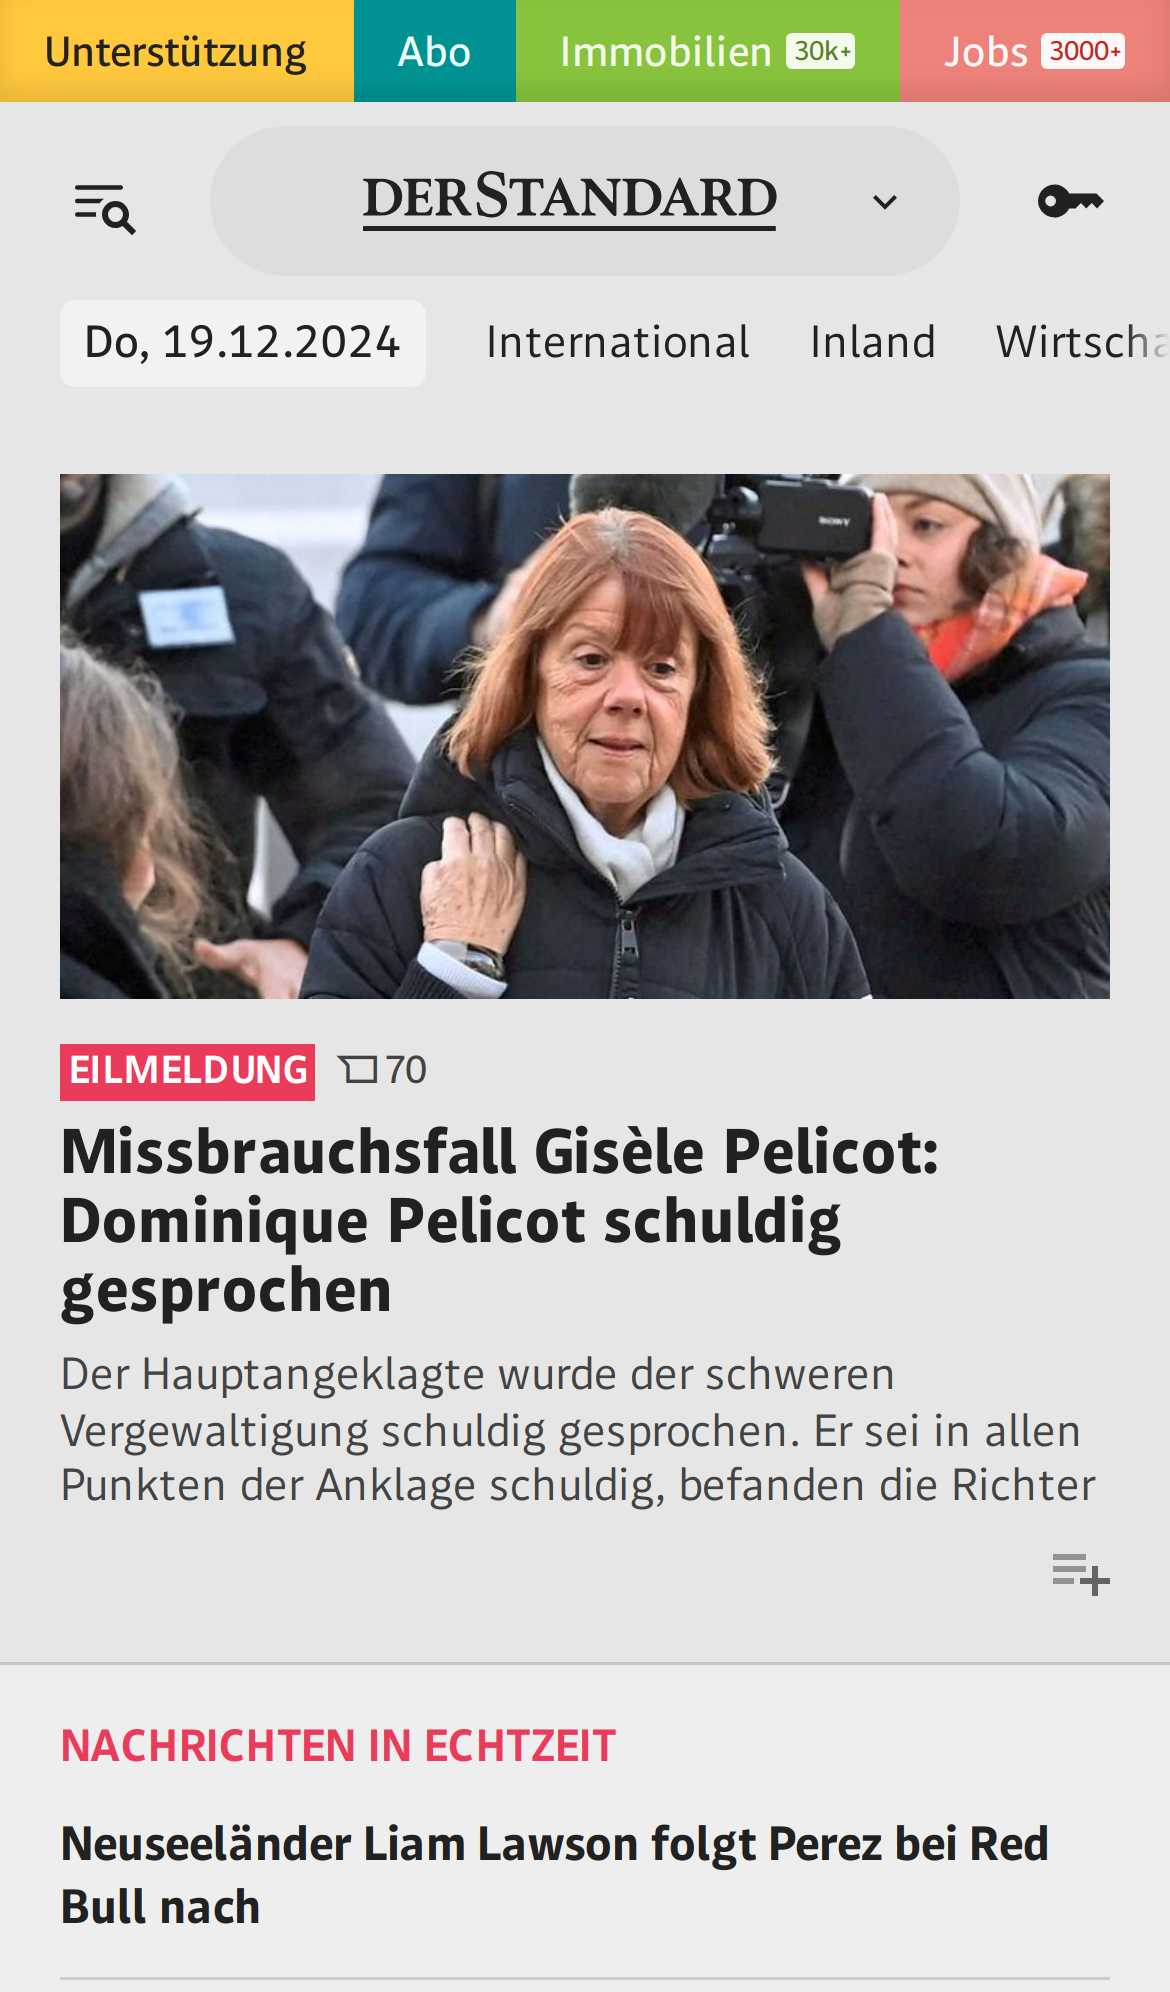 Unterstützung
Abo
Immobilien 30k+
Jobs 3000+
DERSTANDARD
Do, 19.12.2024
International
Inland
Wirtscha
SONY
EILMELDUNG 70
Missbrauchsfall Gisèle Pelicot:
Dominique Pelicot schuldig
gesprochen
Der Hauptangeklagte wurde der schweren
Vergewaltigung schuldig gesprochen. Er sei in allen
Punkten der Anklage schuldig, befanden die Richter
NACHRICHTEN IN ECHTZEIT
Neuseeländer Liam Lawson folgt Perez bei Red
Bull nach